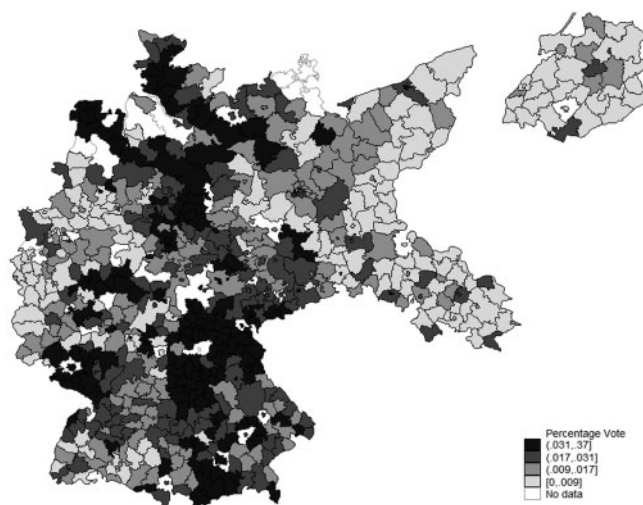 Percentage Vote
(.031,.37]
(.017,.031]
(.009,.017]
[0,.009]
No data